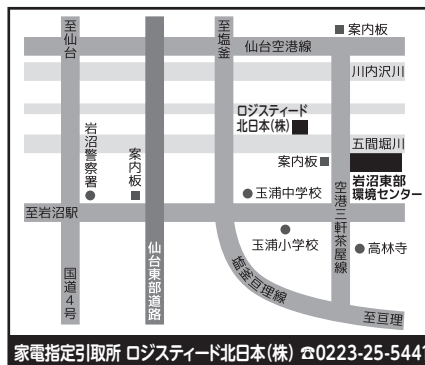 至仙台
至塩釜
案内板
仙台空港線
川内沢川
ロジスティード
北日本(株)
岩沼警察署
案内板
五間堀川
案内板
岩沼東部
環境センター
玉浦中学校
至岩沼駅
空港三軒茶屋線
仙台東部道路
玉浦小学校
高林寺
国道4号
塩釜亘理線
至亘理
家電指定引取所 ロジスティード北日本(株) ☎0223-25-5441